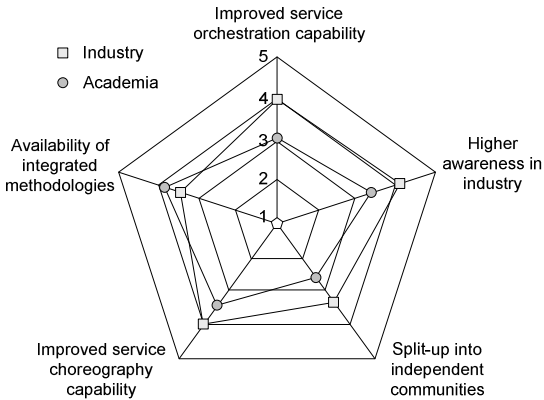 Improved service
orchestration capability
Industry
Academia
5
4
3
2
1
Availability of
integrated
methodologies
Higher
awareness in
industry
Improved service
choreography
capability
Split-up into
independent
communities